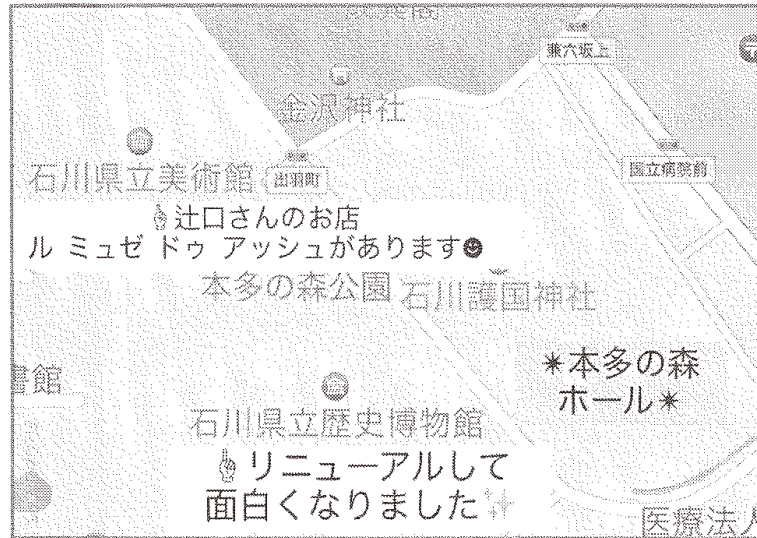 兼六坂上
金沢神社
国立病院前
石川県立美術館
出羽町
☝辻口さんのお店
ル ミュゼ ドゥ アッシュがあります☻
本多の森公園
石川護国神社
✷本多の森
ホール✷
書館
石川県立歴史博物館
☝リニューアルして
面白くなりました✨
医療法人